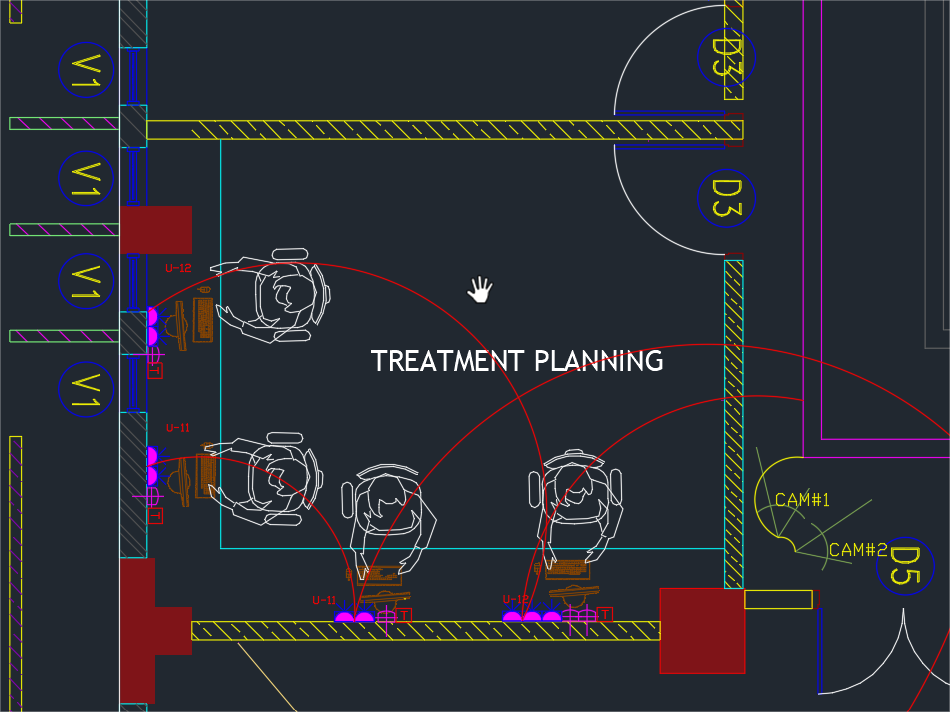 D3
V1
V1
D3
V1
U-12
TREATMENT PLANNING
T
V1
U-11
CAM#1
T
CAM#2
D5
U-11
U-12
T
T